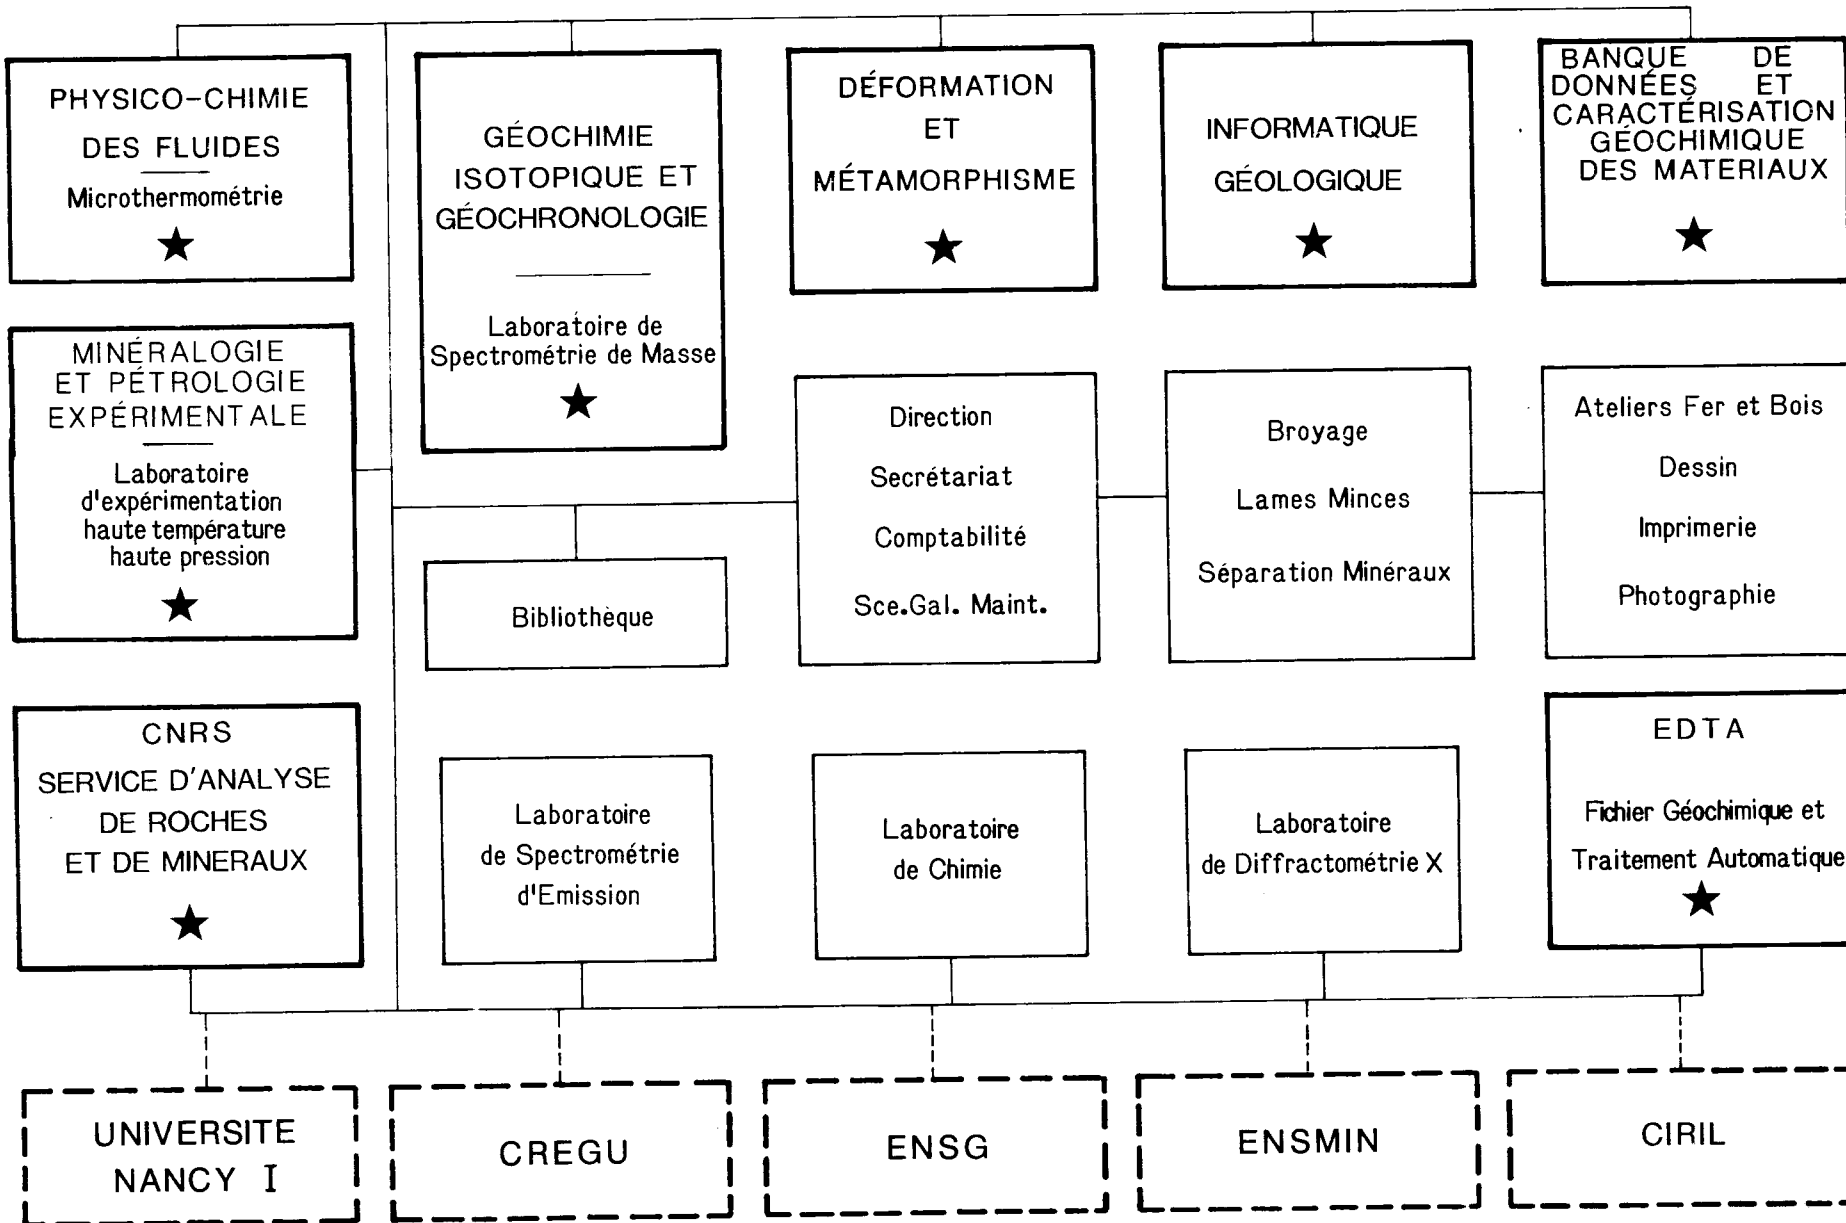 PHYSICO-CHIMIE
DES FLUIDES
Microthermométrie
GÉOCHIMIE
ISOTOPIQUE ET
GÉOCHRONOLOGIE
Laboratoire de
Spectrométrie de Masse
DÉFORMATION
ET
MÉTAMORPHISME
INFORMATIQUE
GÉOLOGIQUE
BANQUE DE
DONNÉES ET
CARACTÉRISATION
GÉOCHIMIQUE
DES MATERIAUX
MINÉRALOGIE
ET PÉTROLOGIE
EXPÉRIMENTALE
Laboratoire
d'expérimentation
haute température
haute pression
Direction
Secrétariat
Comptabilité
Sce.Gal. Maint.
Broyage
Lames Minces
Séparation Minéraux
Ateliers Fer et Bois
Dessin
Imprimerie
Photographie
Bibliothèque
CNRS
SERVICE D'ANALYSE
DE ROCHES
ET DE MINERAUX
Laboratoire
de Spectrométrie
d'Emission
Laboratoire
de Chimie
Laboratoire
de Diffractométrie X
EDTA
Fichier Géochimique et
Traitement Automatique
UNIVERSITE
NANCY I
CREGU
ENSG
ENSMIN
CIRIL